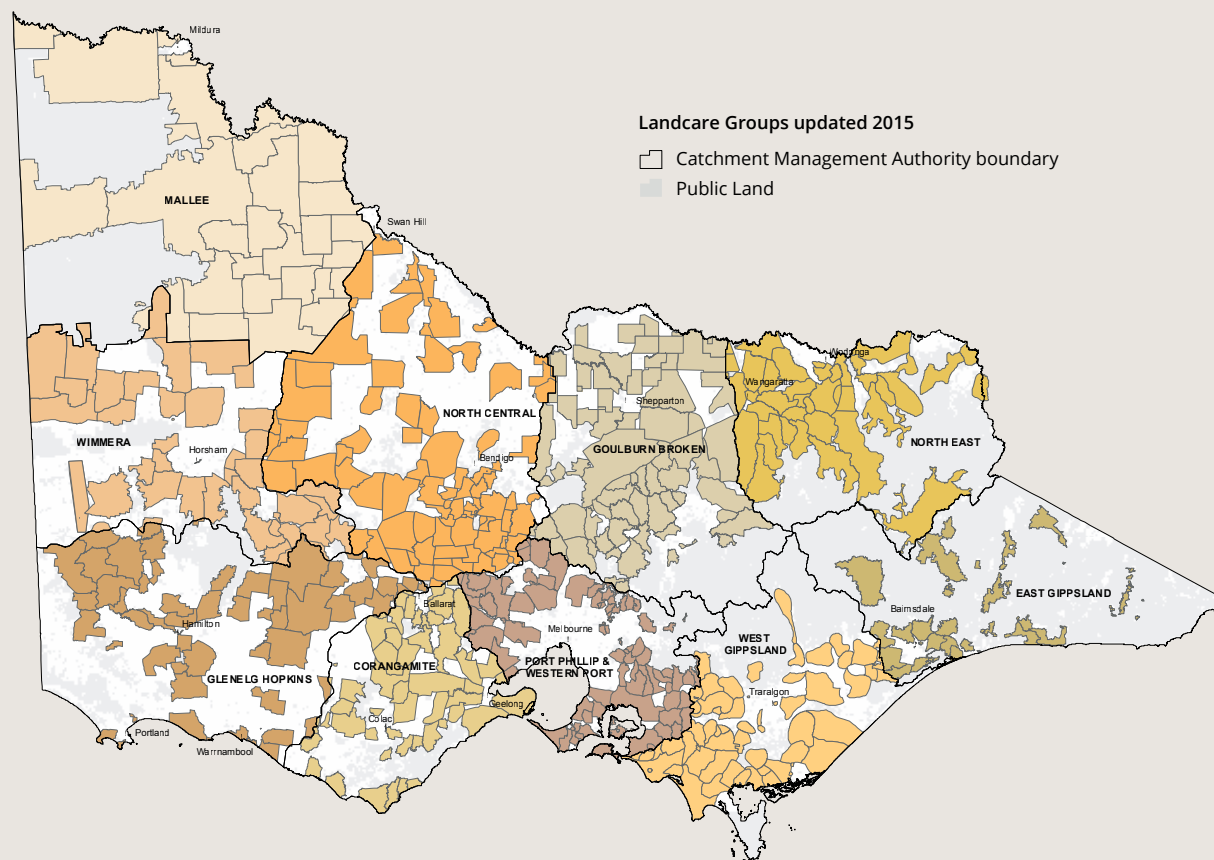 Mildura
Landcare Groups updated 2015
Catchment Management Authority boundary
Public Land
MALLEE
Swan Hill
Wodonga
Wangaratta
Shepparton
NORTH CENTRAL
WIMMERA
NORTH EAST
GOULBURN BROKEN
Horsham
Bendigo
EAST GIPPSLAND
Ballarat
Bairnsdale
Hamilton
Melbourne
WEST
GIPPSLAND
PORT PHILLIP &
WESTERN PORT
CORANGAMITE
GLENELG HOPKINS
Traralgon
Geelong
Colac
Portland
Warrnambool